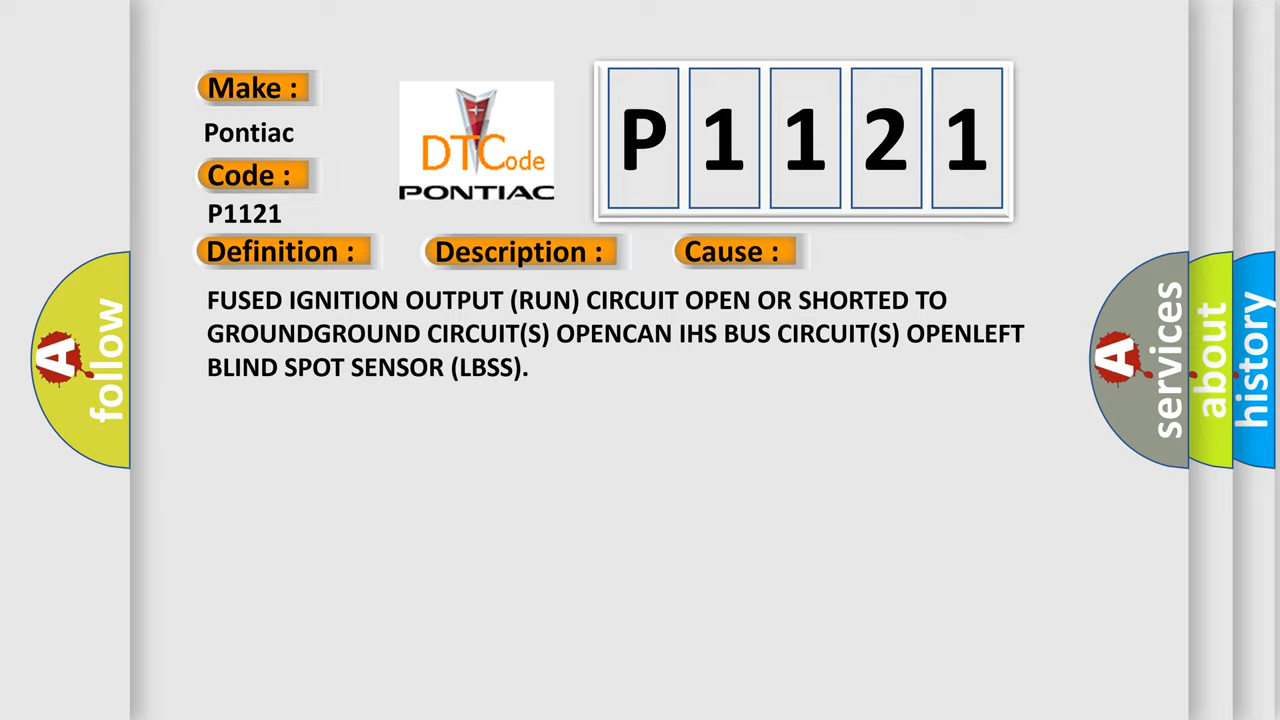 Make :
Pontiac
Code :
P1121
DTCode
PONTIAC
P 1 1 2 1
Definition :
Description :
Cause :
FUSED IGNITION OUTPUT (RUN) CIRCUIT OPEN OR SHORTED TO
GROUNDGROUND CIRCUIT(S) OPENCAN IHS BUS CIRCUIT(S) OPENLEFT
BLIND SPOT SENSOR (LBSS).
A follow
A services
about
history